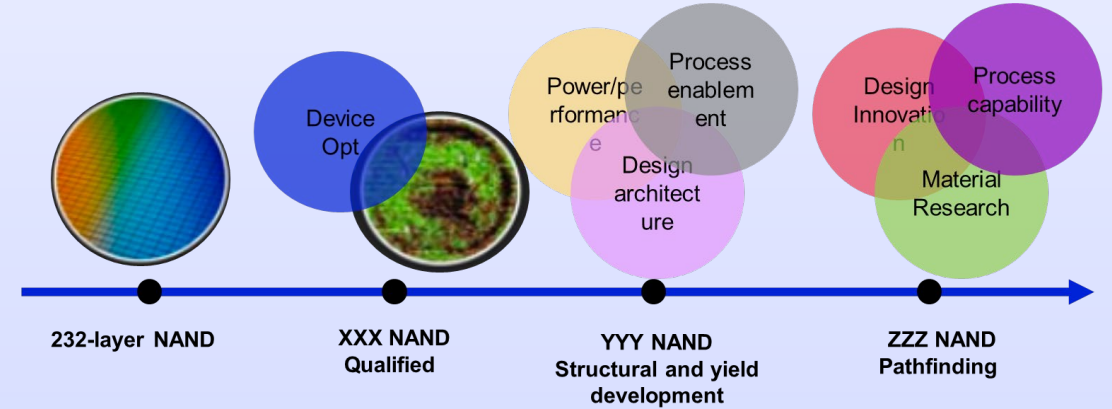 Device
Opt
Power/pe
rformanc
e
Process
enablem
ent
Design
architect
ure
Design
Innovatio
n
Process
capability
Material
Research
232-layer NAND
XXX NAND
Qualified
YYY NAND
Structural and yield
development
ZZZ NAND
Pathfinding